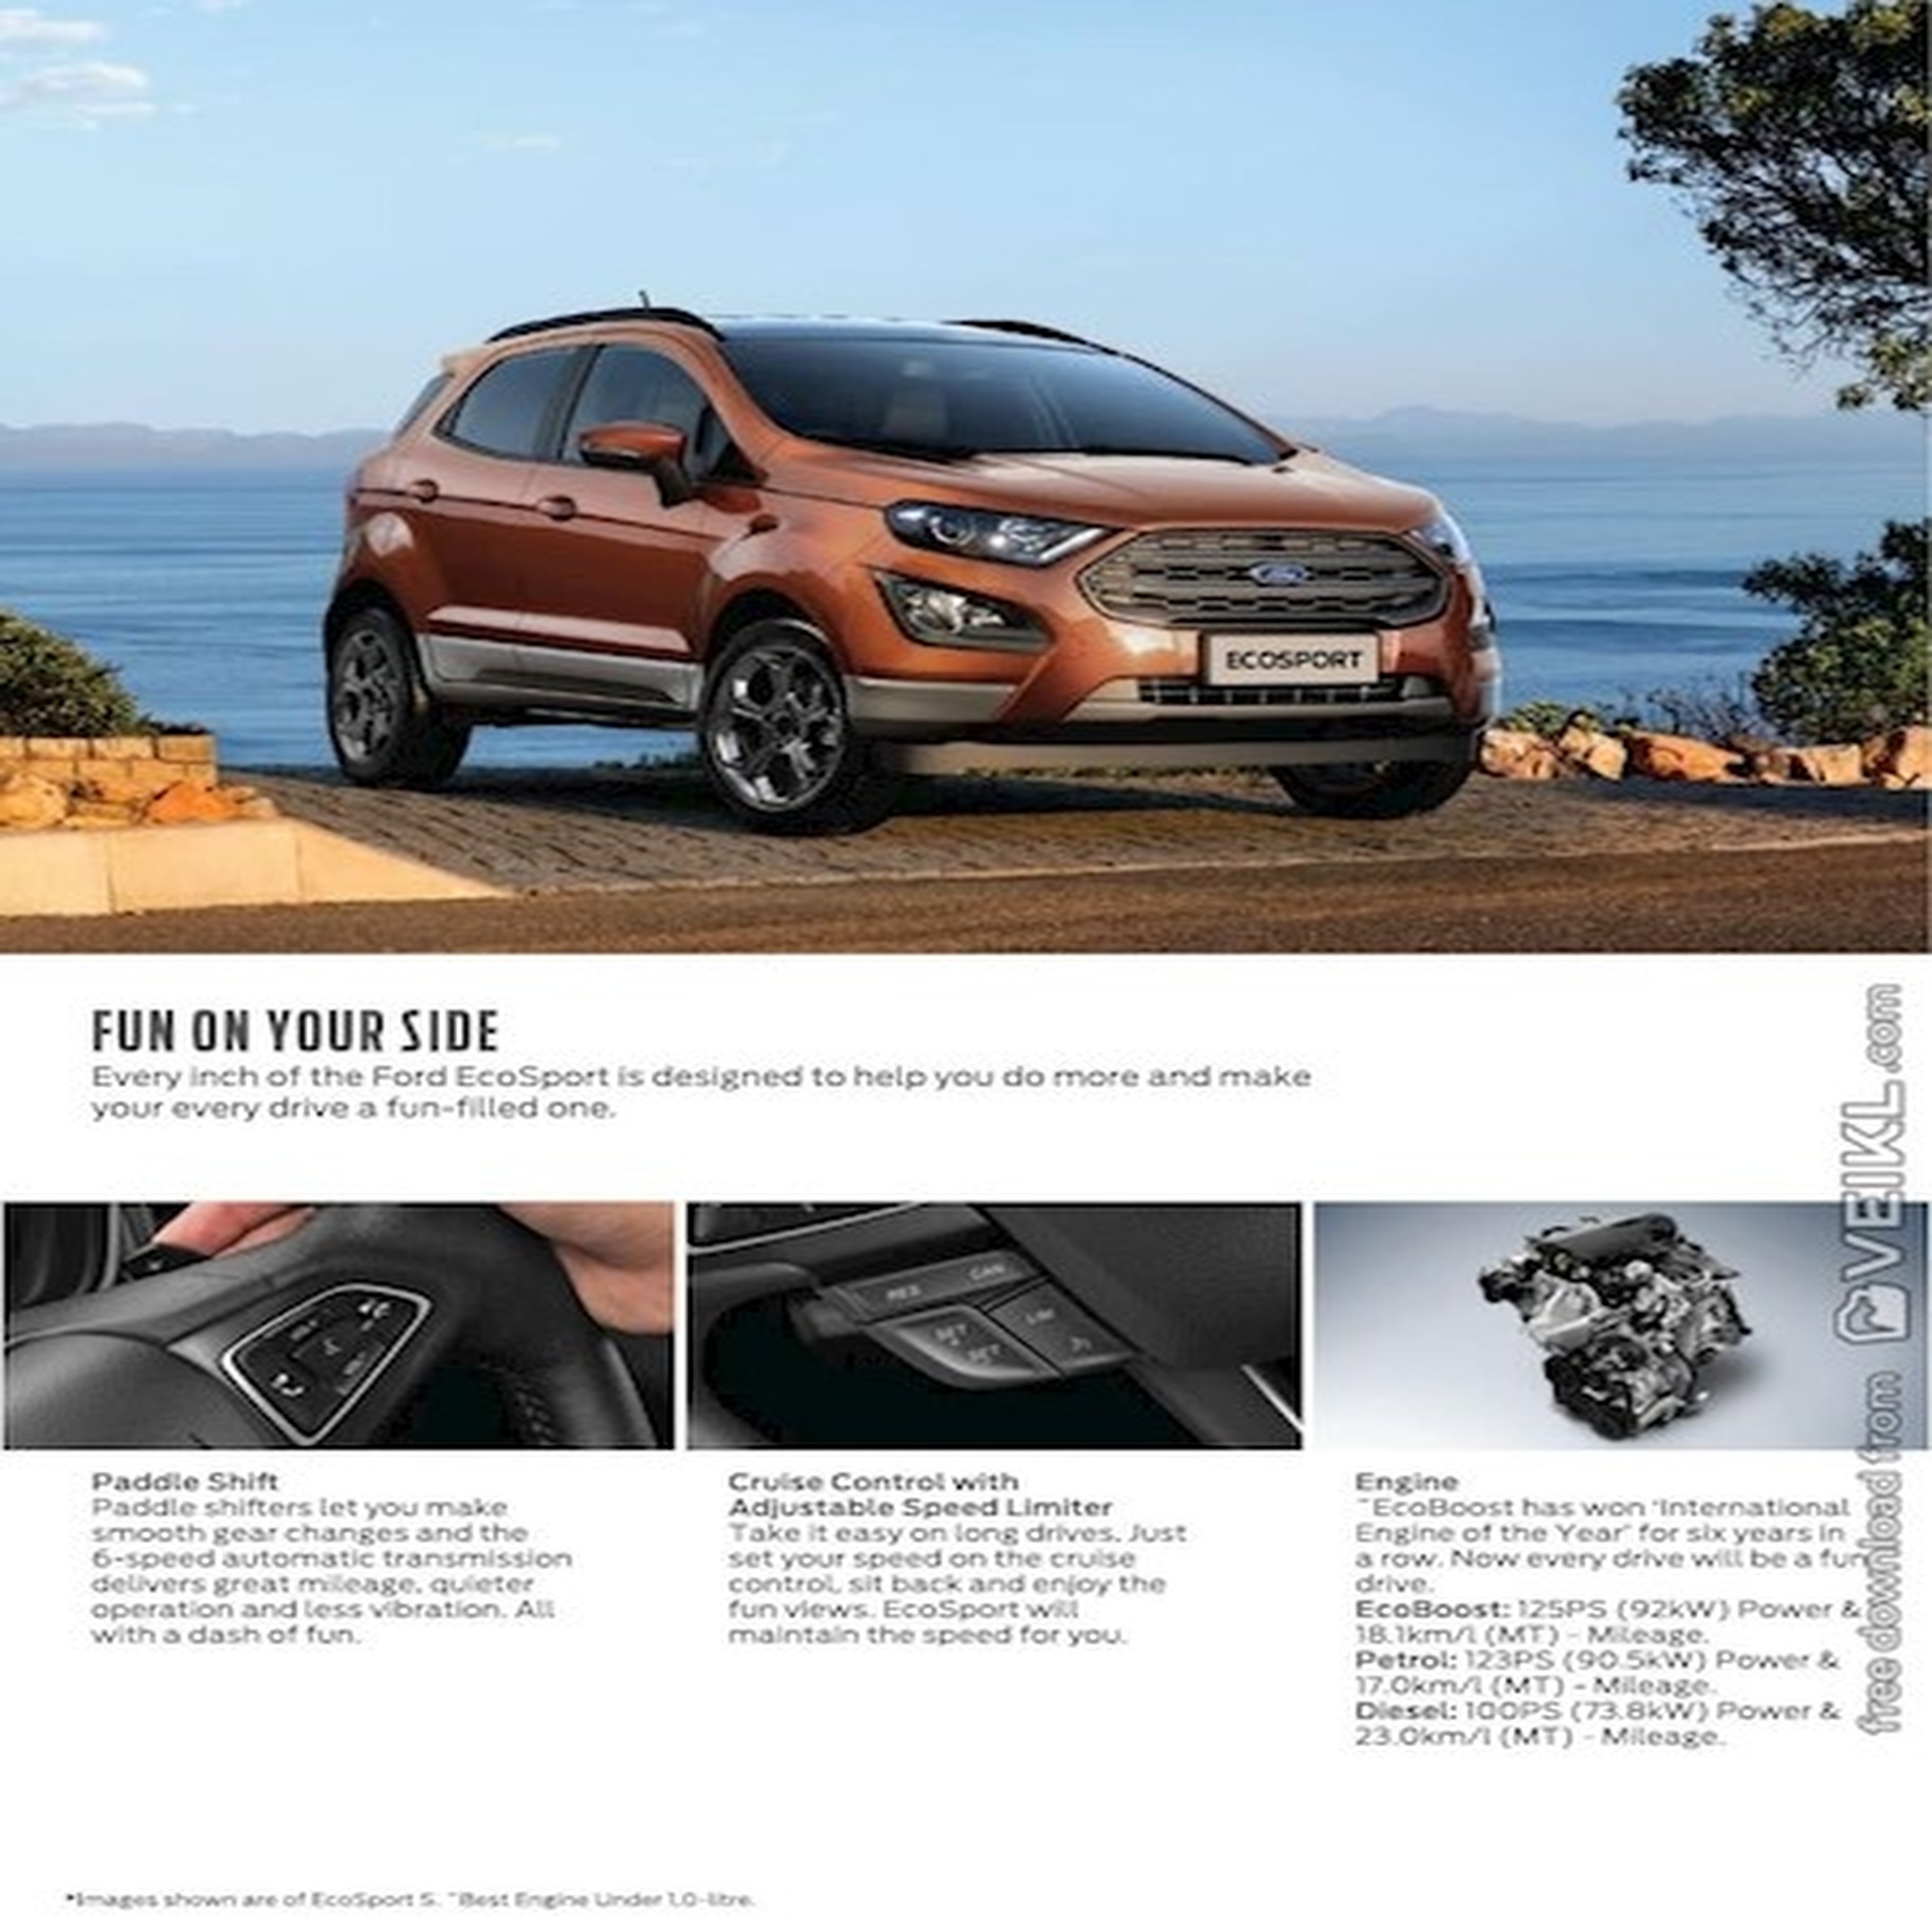 ECOSPORT
FUN ON YOUR SIDE
Every inch of the Ford EcoSport is designed to help you do more and make
your every drive a fun-filled one.
RES CAN
SET
SET
LIM
Paddle Shift
Paddle shifters let you make
smooth gear changes and the
6-speed automatic transmission
delivers great mileage, quieter
operation and less vibration. All
with a dash of fun.
Cruise Control with
Adjustable Speed Limiter
Take it easy on long drives. Just
set your speed on the cruise
control, sit back and enjoy the
fun views. EcoSport will
maintain the speed for you.
Engine
~EcoBoost has won 'International
Engine of the Year' for six years in
a row. Now every drive will be a fun
drive.
EcoBoost: 125PS (92kW) Power &
18.1km/l (MT) - Mileage.
Petrol: 123PS (90.5kW) Power &
17.0km/l (MT) - Mileage.
Diesel: 100PS (73.8kW) Power &
23.0km/l (MT) - Mileage.
*Images shown are of EcoSport S. ~Best Engine Under 1.0-litre.
free download from VEIKL.com